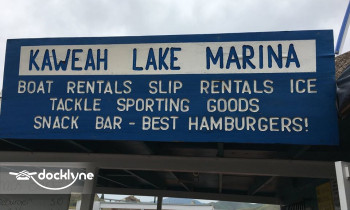 KAWEAH LAKE MARINA
BOAT RENTALS SLIP RENTALS ICE
TACKLE SPORTING GOODS
SNACK BAR - BEST HAMBURGERS!
docklyne